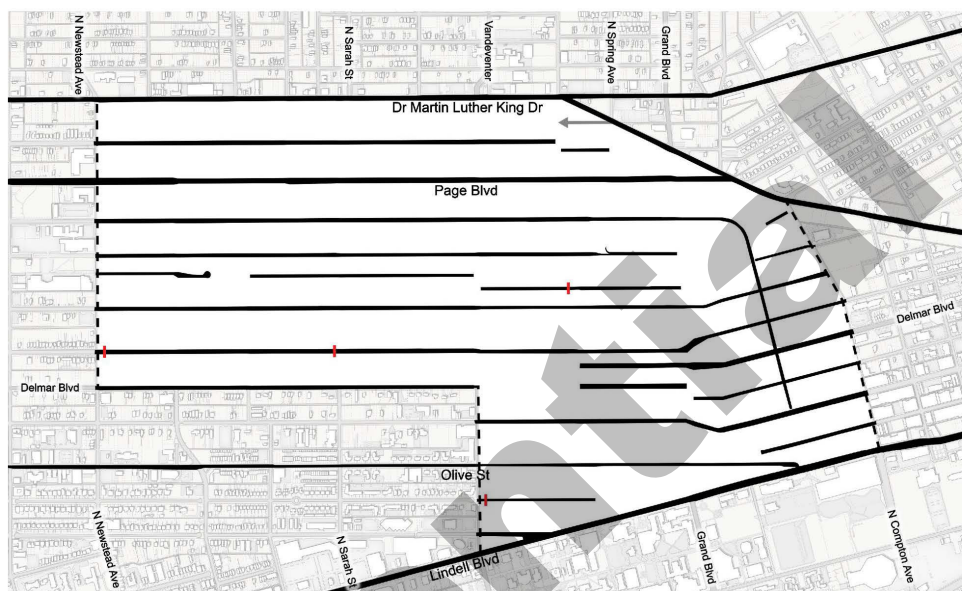 N Newstead Ave
N Sarah St
Vandeventer
N Spring Ave
Grand Blvd
Dr Martin Luther King Dr
Page Blvd
Delmar Blvd
Delmar Blvd
Olive St
Lindell Blvd
N Newstead Ave
N Sarah St
Grand Blvd
N Compton Ave
ntial